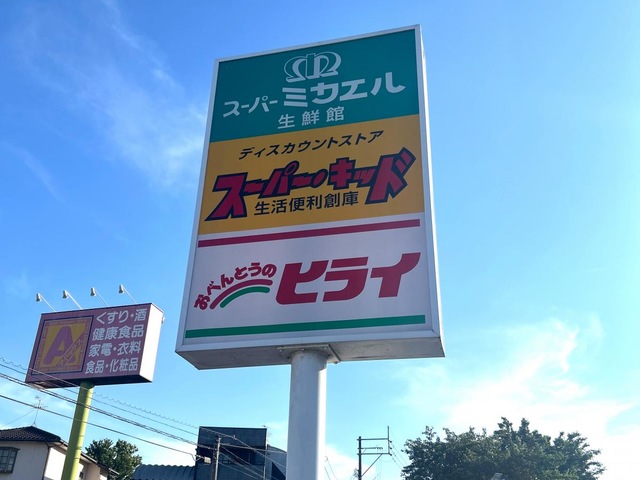 スーパーミカエル
生鮮館
ディスカウントストア
スーパー・キッド
生活便利創庫
おべんとうの
ヒライ
A
くすり・酒
健康食品
家電・衣料
食品・化粧品